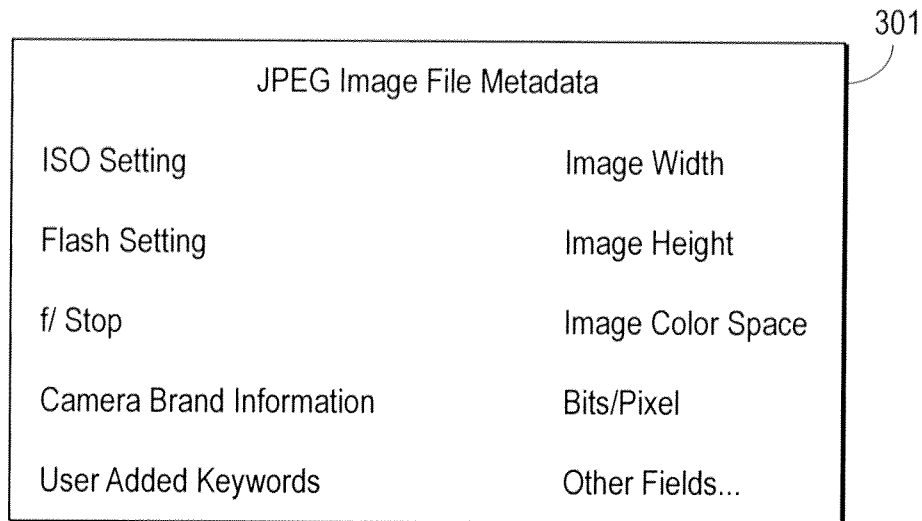 301
JPEG Image File Metadata
ISO Setting
Image Width
Flash Setting
Image Height
f/ Stop
Image Color Space
Camera Brand Information
Bits/Pixel
User Added Keywords
Other Fields...